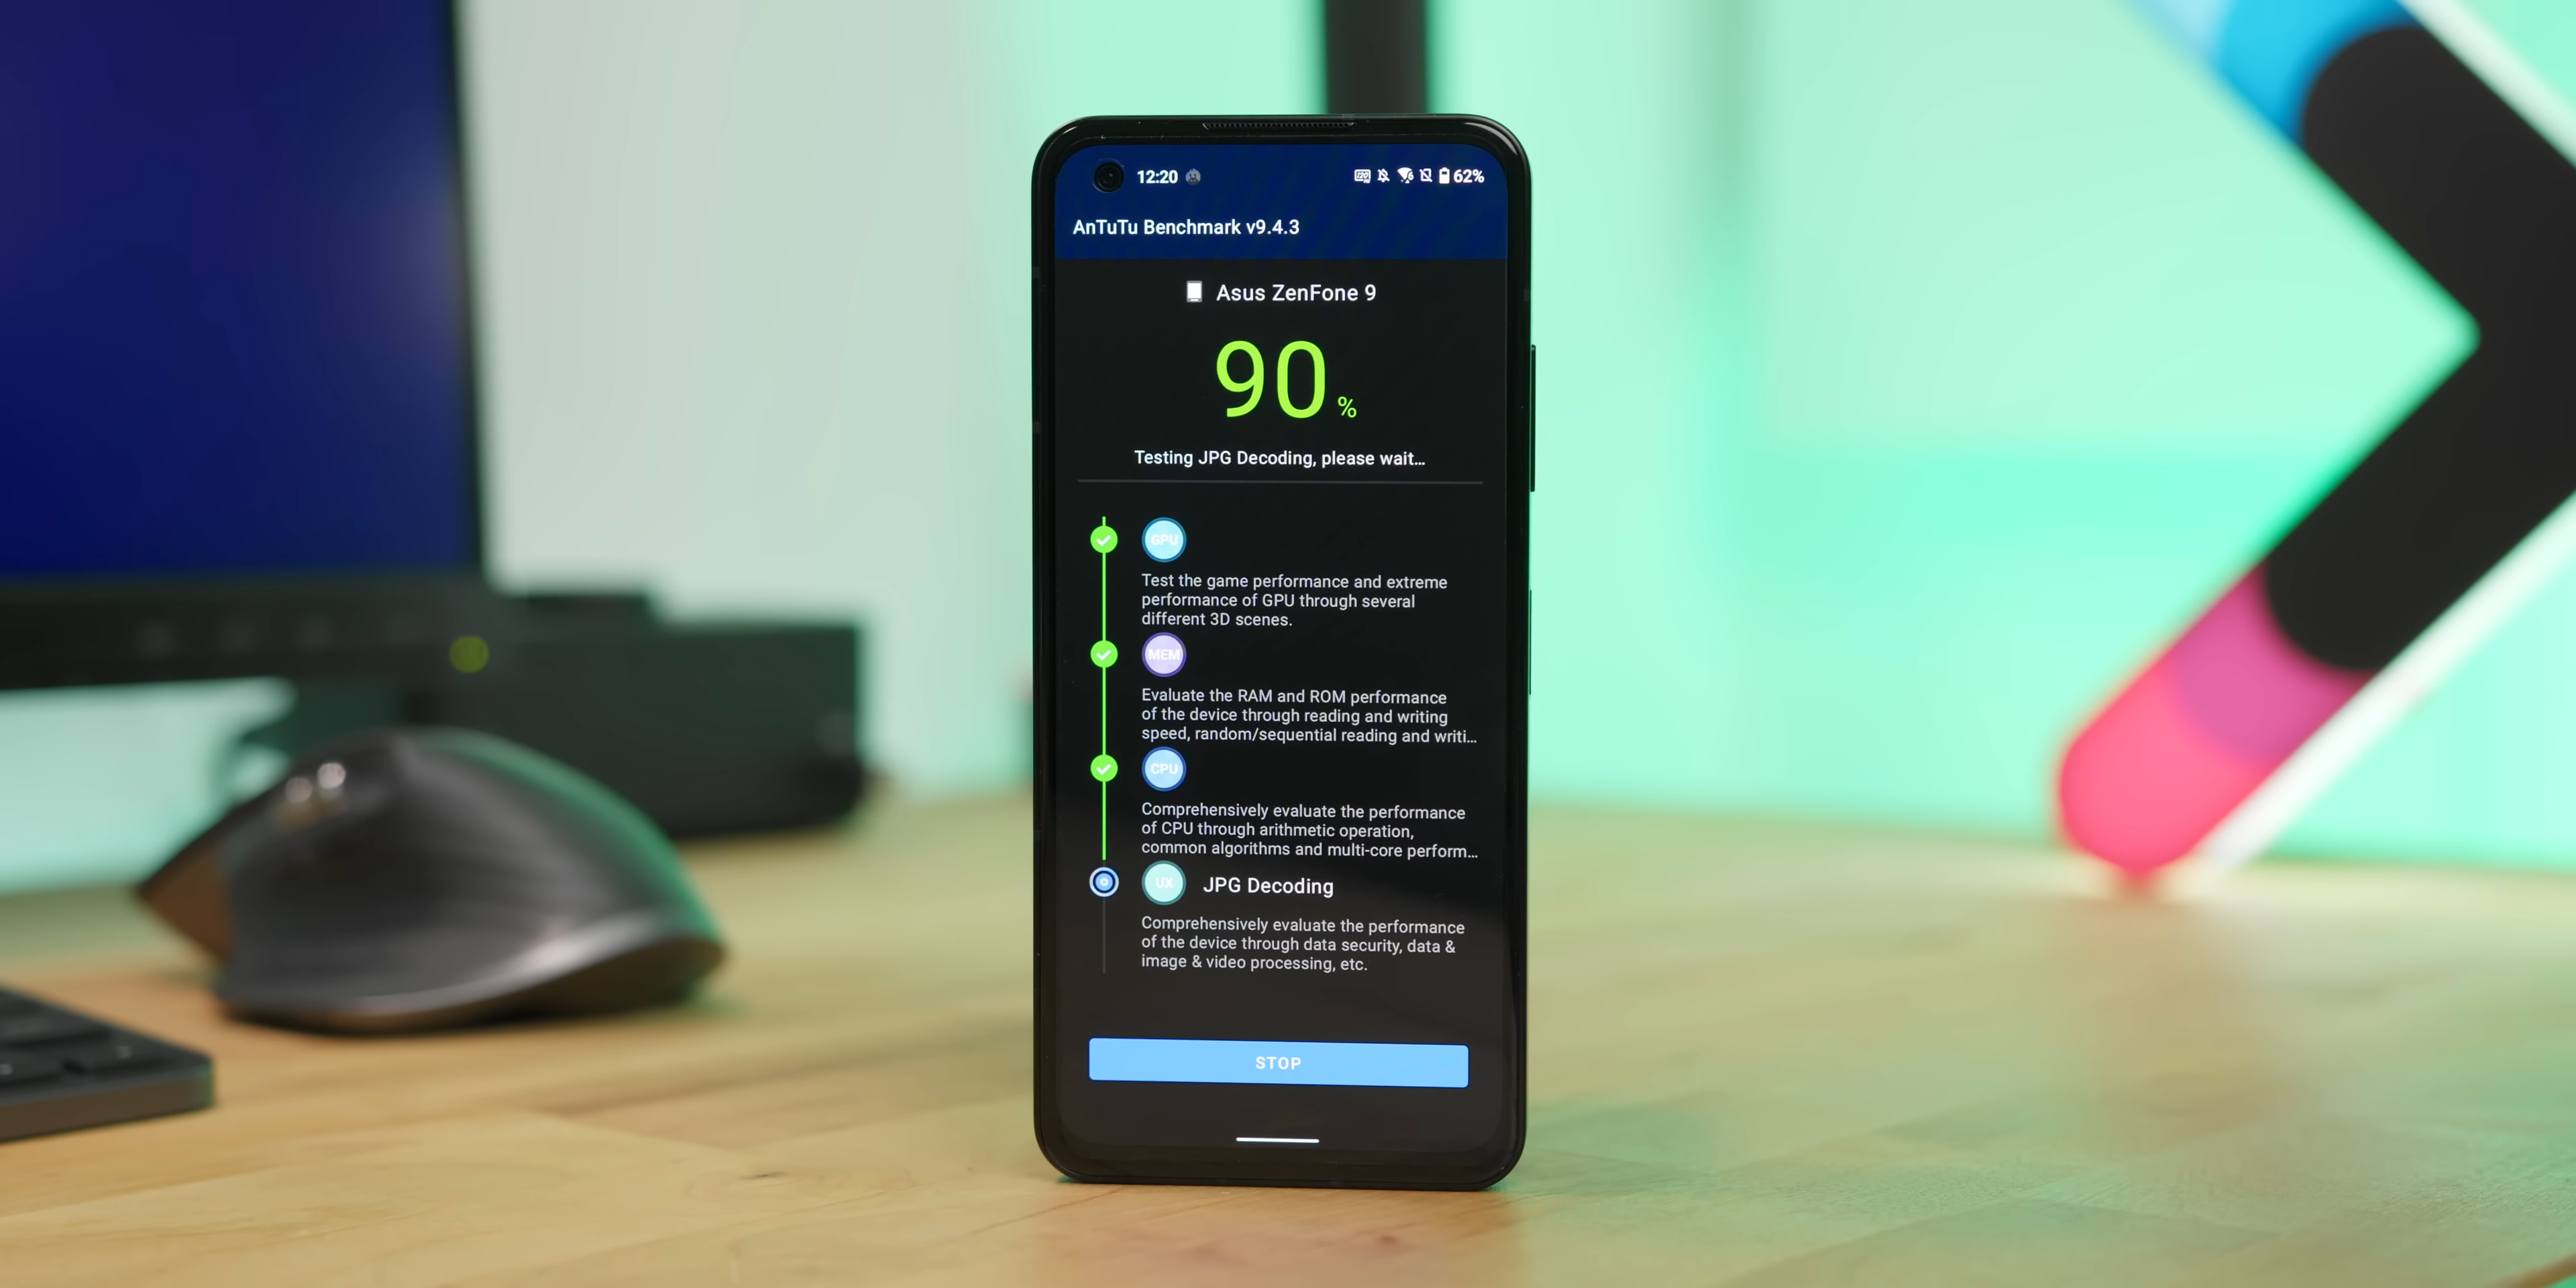 12:20 62%
AnTuTu Benchmark v9.4.3
Asus ZenFone 9
90 %
Testing JPG Decoding, please wait...
GPU
Test the game performance and extreme
performance of GPU through several
different 3D scenes.
MEM
Evaluate the RAM and ROM performance
of the device through reading and writing
speed, random/sequential reading and writi...
CPU
Comprehensively evaluate the performance
of CPU through arithmetic operation,
common algorithms and multi-core perform...
UX JPG Decoding
Comprehensively evaluate the performance
of the device through data security, data &
image & video processing, etc.
STOP